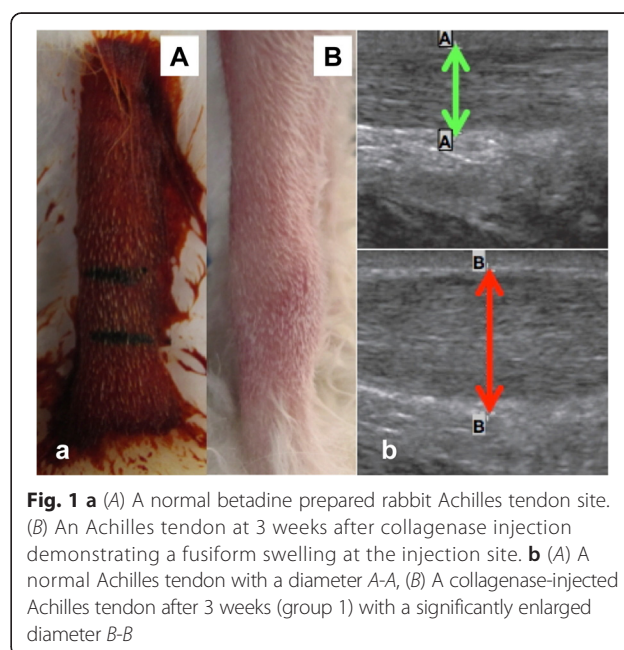 A
B
a
A
A
B
B
b
Fig. 1 a (A) A normal betadine prepared rabbit Achilles tendon site.
(B) An Achilles tendon at 3 weeks after collagenase injection
demonstrating a fusiform swelling at the injection site. b (A) A
normal Achilles tendon with a diameter A-A, (B) A collagenase-injected
Achilles tendon after 3 weeks (group 1) with a significantly enlarged
diameter B-B